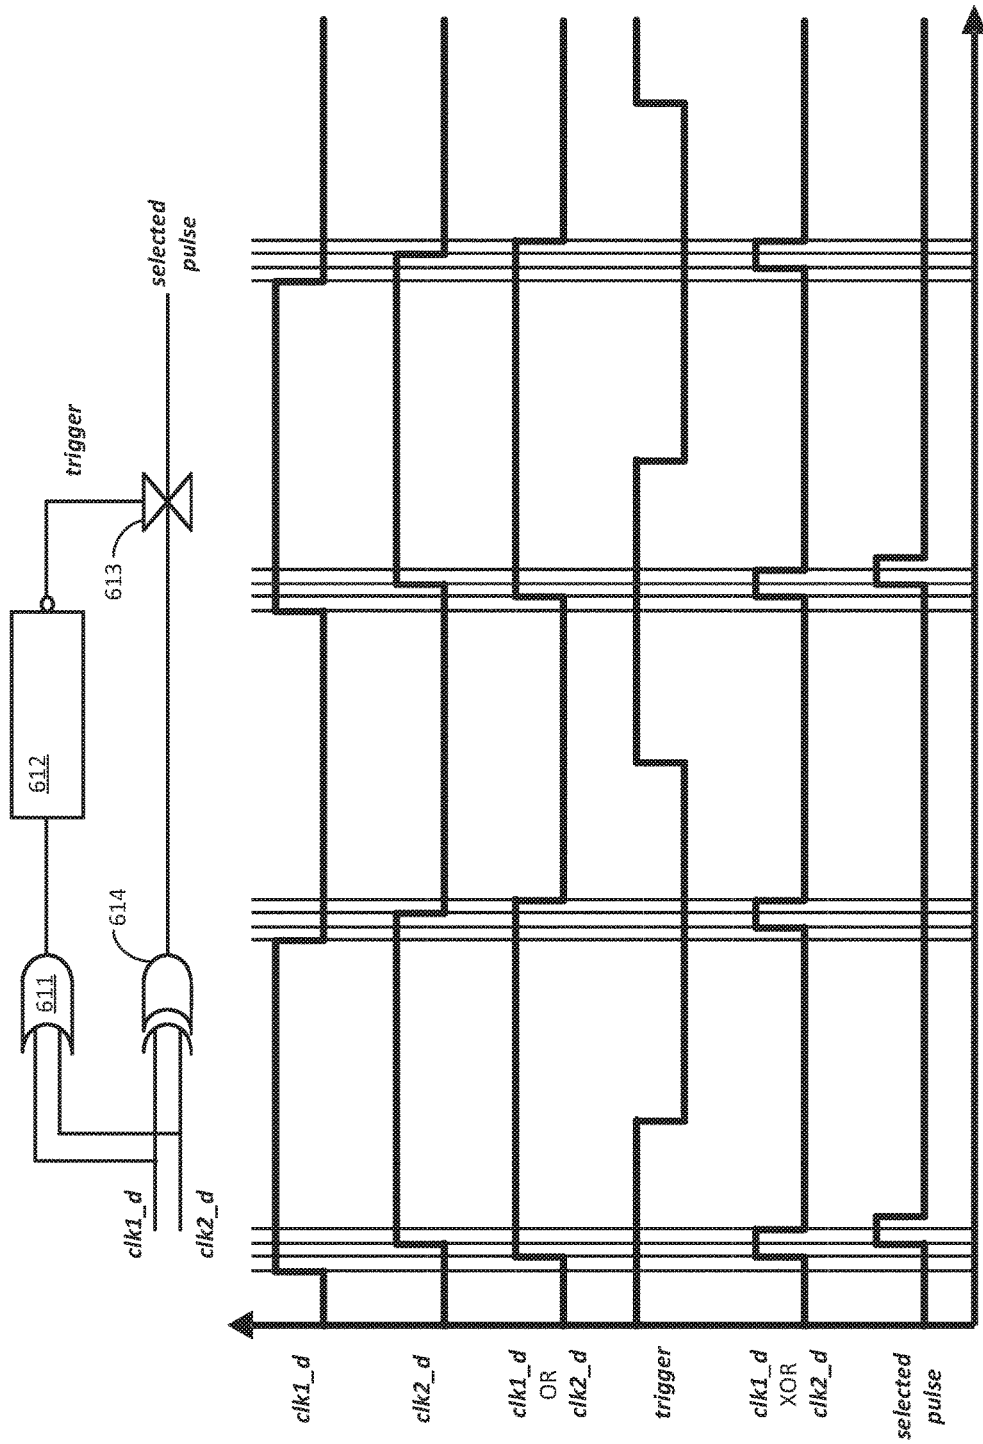 clk1_d
clk2_d
611
614
612
613
trigger
selected
pulse
clk1_d
clk2_d
clk1_d
OR
clk2_d
trigger
clk1_d
XOR
clk2_d
selected
pulse